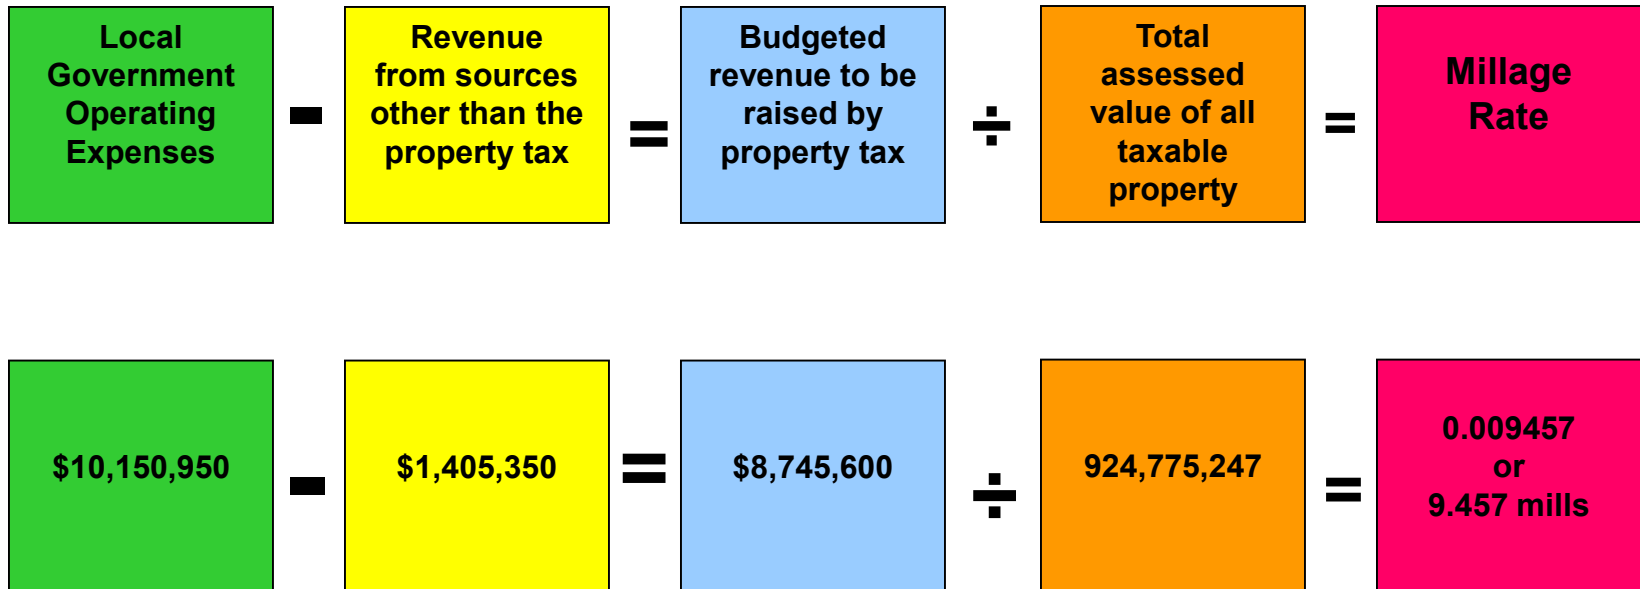 Local
Government
Operating
Expenses
-
Revenue
from sources
other than the
property tax
=
Budgeted
revenue to be
raised by
property tax
÷
Total
assessed
value of all
taxable
property
=
Millage
Rate
$10,150,950
-
$1,405,350
=
$8,745,600
÷
924,775,247
=
0.009457
or
9.457 mills